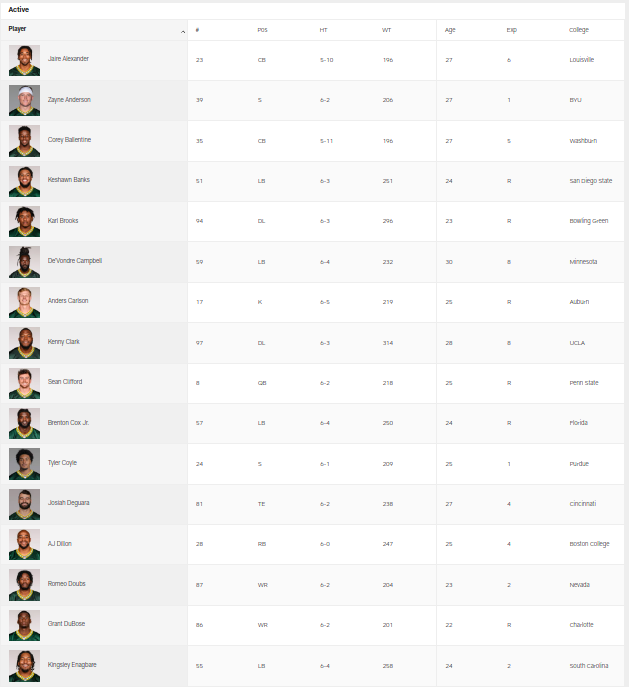 Active
Player # POS HT WT Age Exp College
Jaire Alexander 23 CB 5-10 196 27 6 Louisville
Zayne Anderson 39 S 6-2 206 27 1 BYU
Corey Ballentine 35 CB 5-11 196 27 5 Washburn
Keshawn Banks 51 LB 6-3 251 24 R San Diego State
Karl Brooks 94 DL 6-3 296 23 R Bowling Green
De'Vondre Campbell 59 LB 6-4 232 30 8 Minnesota
Anders Carlson 17 K 6-5 219 25 R Auburn
Kenny Clark 97 DL 6-3 314 28 8 UCLA
Sean Clifford 8 QB 6-2 218 25 R Penn State
Brenton Cox Jr. 57 LB 6-4 250 24 R Florida
Tyler Coyle 24 S 6-1 209 25 1 Purdue
Josiah Deguara 81 TE 6-2 238 27 4 Cincinnati
AJ Dillon 28 RB 6-0 247 25 4 Boston College
Romeo Doubs 87 WR 6-2 204 23 2 Nevada
Grant DuBose 86 WR 6-2 201 22 R Charlotte
Kingsley Enagbare 55 LB 6-4 258 24 2 South Carolina